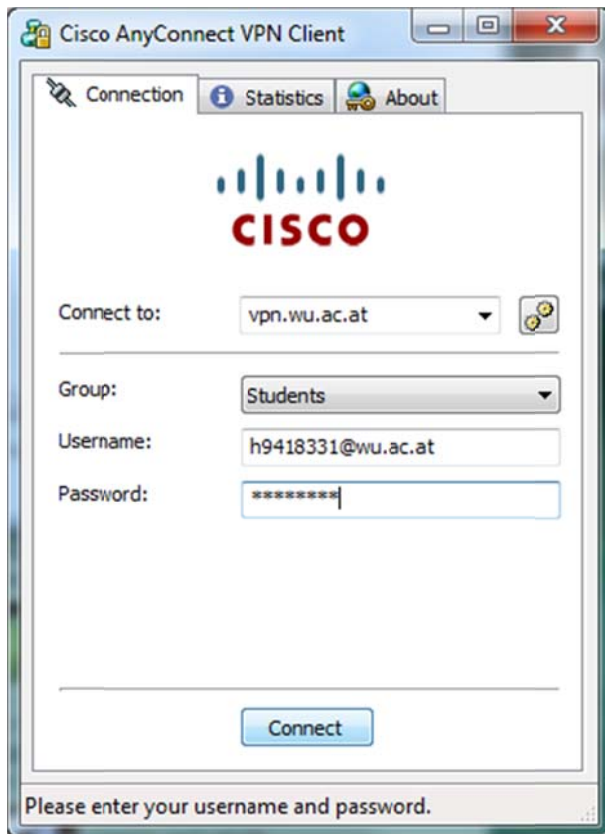 Cisco AnyConnect VPN Client
Connection Statistics About
CISCO
Connect to: vpn.wu.ac.at
Group: Students
Username: h9418331@wu.ac.at
Password: ********
Connect
Please enter your username and password.